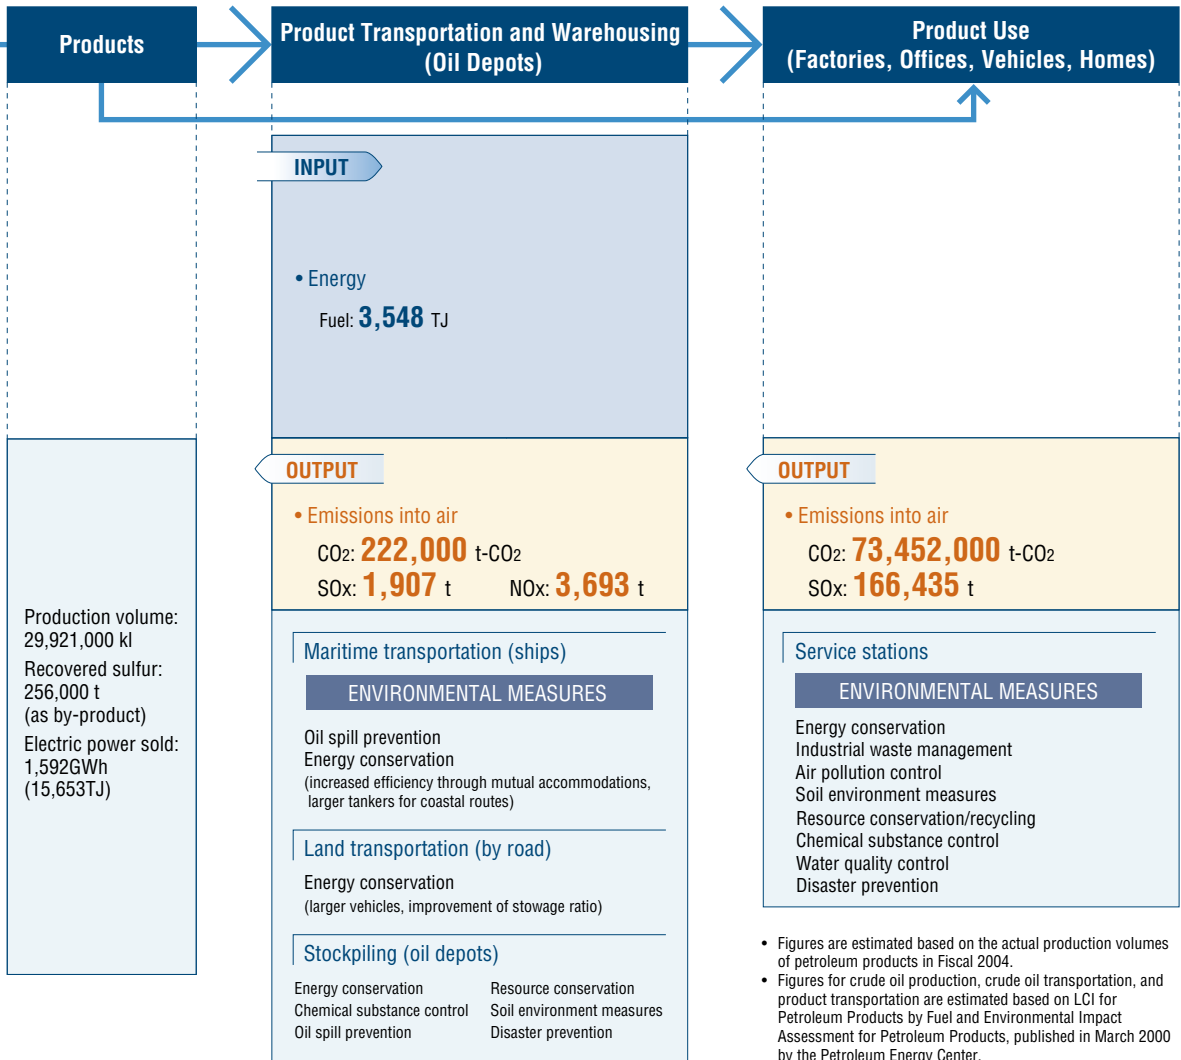 Products
Product Transportation and Warehousing
(Oil Depots)
Product Use
(Factories, Offices, Vehicles, Homes)
INPUT
• Energy
Fuel: 3,548 TJ
Production volume:
29,921,000 kl
Recovered sulfur:
256,000 t
(as by-product)
Electric power sold:
1,592GWh
(15,653TJ)
OUTPUT
• Emissions into air
CO2: 222,000 t-CO2
SOx: 1,907 t NOx: 3,693 t
Maritime transportation (ships)
ENVIRONMENTAL MEASURES
Oil spill prevention
Energy conservation
(increased efficiency through mutual accommodations,
larger tankers for coastal routes)
Land transportation (by road)
Energy conservation
(larger vehicles, improvement of stowage ratio)
Stockpiling (oil depots)
Energy conservation Resource conservation
Chemical substance control Soil environment measures
Oil spill prevention Disaster prevention
OUTPUT
• Emissions into air
CO2: 73,452,000 t-CO2
SOx: 166,435 t
Service stations
ENVIRONMENTAL MEASURES
Energy conservation
Industrial waste management
Air pollution control
Soil environment measures
Resource conservation/recycling
Chemical substance control
Water quality control
Disaster prevention
• Figures are estimated based on the actual production volumes
of petroleum products in Fiscal 2004.
• Figures for crude oil production, crude oil transportation, and
product transportation are estimated based on LCI for
Petroleum Products by Fuel and Environmental Impact
Assessment for Petroleum Products, published in March 2000
by the Petroleum Energy Center.